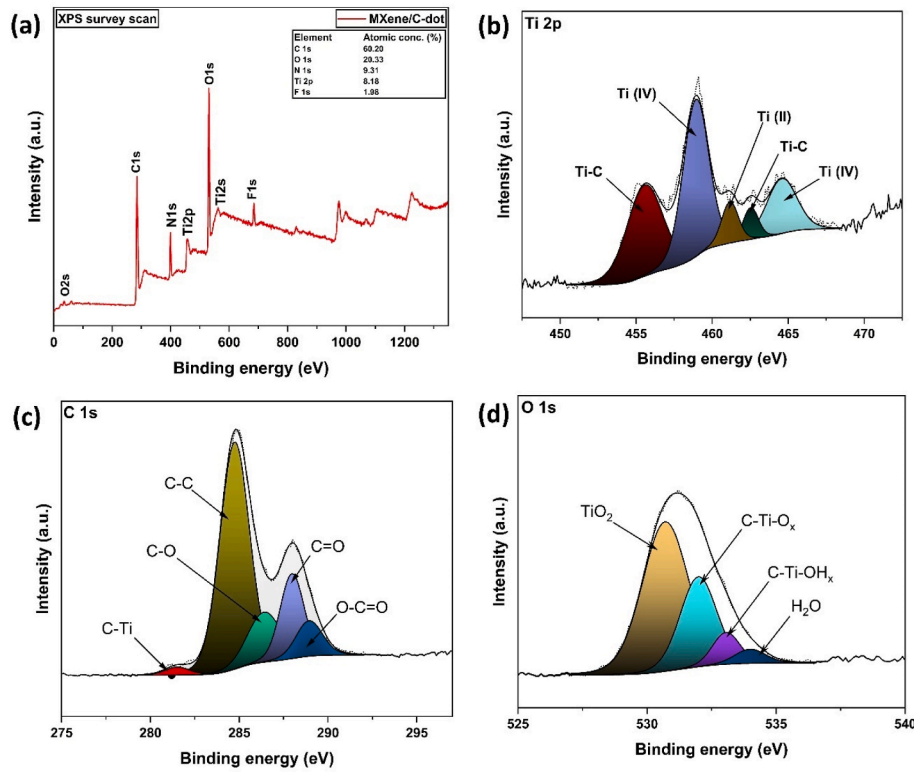 (a)
XPS survey scan
MXene/C-dot
Element Atomic conc. (%)
C 1s 60.20
O 1s 20.33
N 1s 9.31
Ti 2p 8.18
F 1s 1.98
O2s
C1s
N1s
Ti2p
O1s
Ti2s
F1s
Intensity (a.u.)
0 200 400 600 800 1000 1200
Binding energy (eV)
(b)
Ti 2p
Ti-C
Ti (IV)
Ti (II)
Ti-C
Ti (IV)
Intensity (a.u.)
450 455 460 465 470
Binding energy (eV)
(c)
C 1s
C-C
C-O
C-Ti
C=O
O-C=O
Intensity (a.u.)
275 280 285 290 295
Binding energy (eV)
(d)
O 1s
TiO₂
C-Ti-Oₓ
C-Ti-OHₓ
H₂O
Intensity (a.u.)
525 530 535 540
Binding energy (eV)